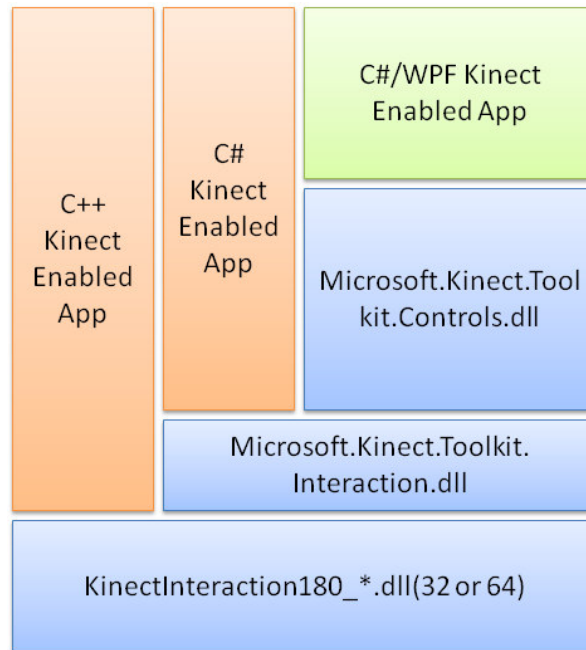 C++
Kinect
Enabled
App
C#
Kinect
Enabled
App
C#/WPF Kinect
Enabled App
Microsoft.Kinect.Tool
kit.Controls.dll
Microsoft.Kinect.Toolkit.
Interaction.dll
KinectInteraction180_*.dll(32 or 64)